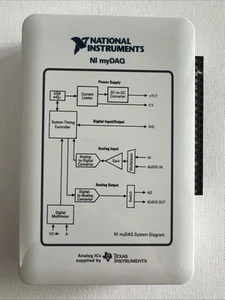 NATIONAL
INSTRUMENTS
NI myDAQ
Power Supply
USB
Current
Limiter
DC-to-DC
Converter
±15 V
5 V
System Timing
Controller
Digital Input/Output
DIO
Analog Input
Analog-
to-Digital
Converter
Gain
Multiplexer
AI
AUDIO IN
Analog Output
Digital-
to-Analog
Converter
AO
AUDIO OUT
Digital
Multimeter
A
NI myDAQ System Diagram
Analog ICs
supplied by
TEXAS
INSTRUMENTS